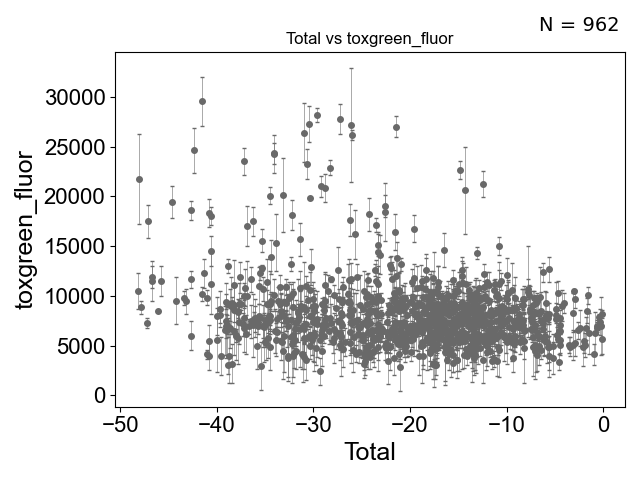 N = 962
Total vs toxgreen_fluor
toxgreen_fluor
30000
25000
20000
15000
10000
5000
0
−50 −40 −30 −20 −10 0
Total